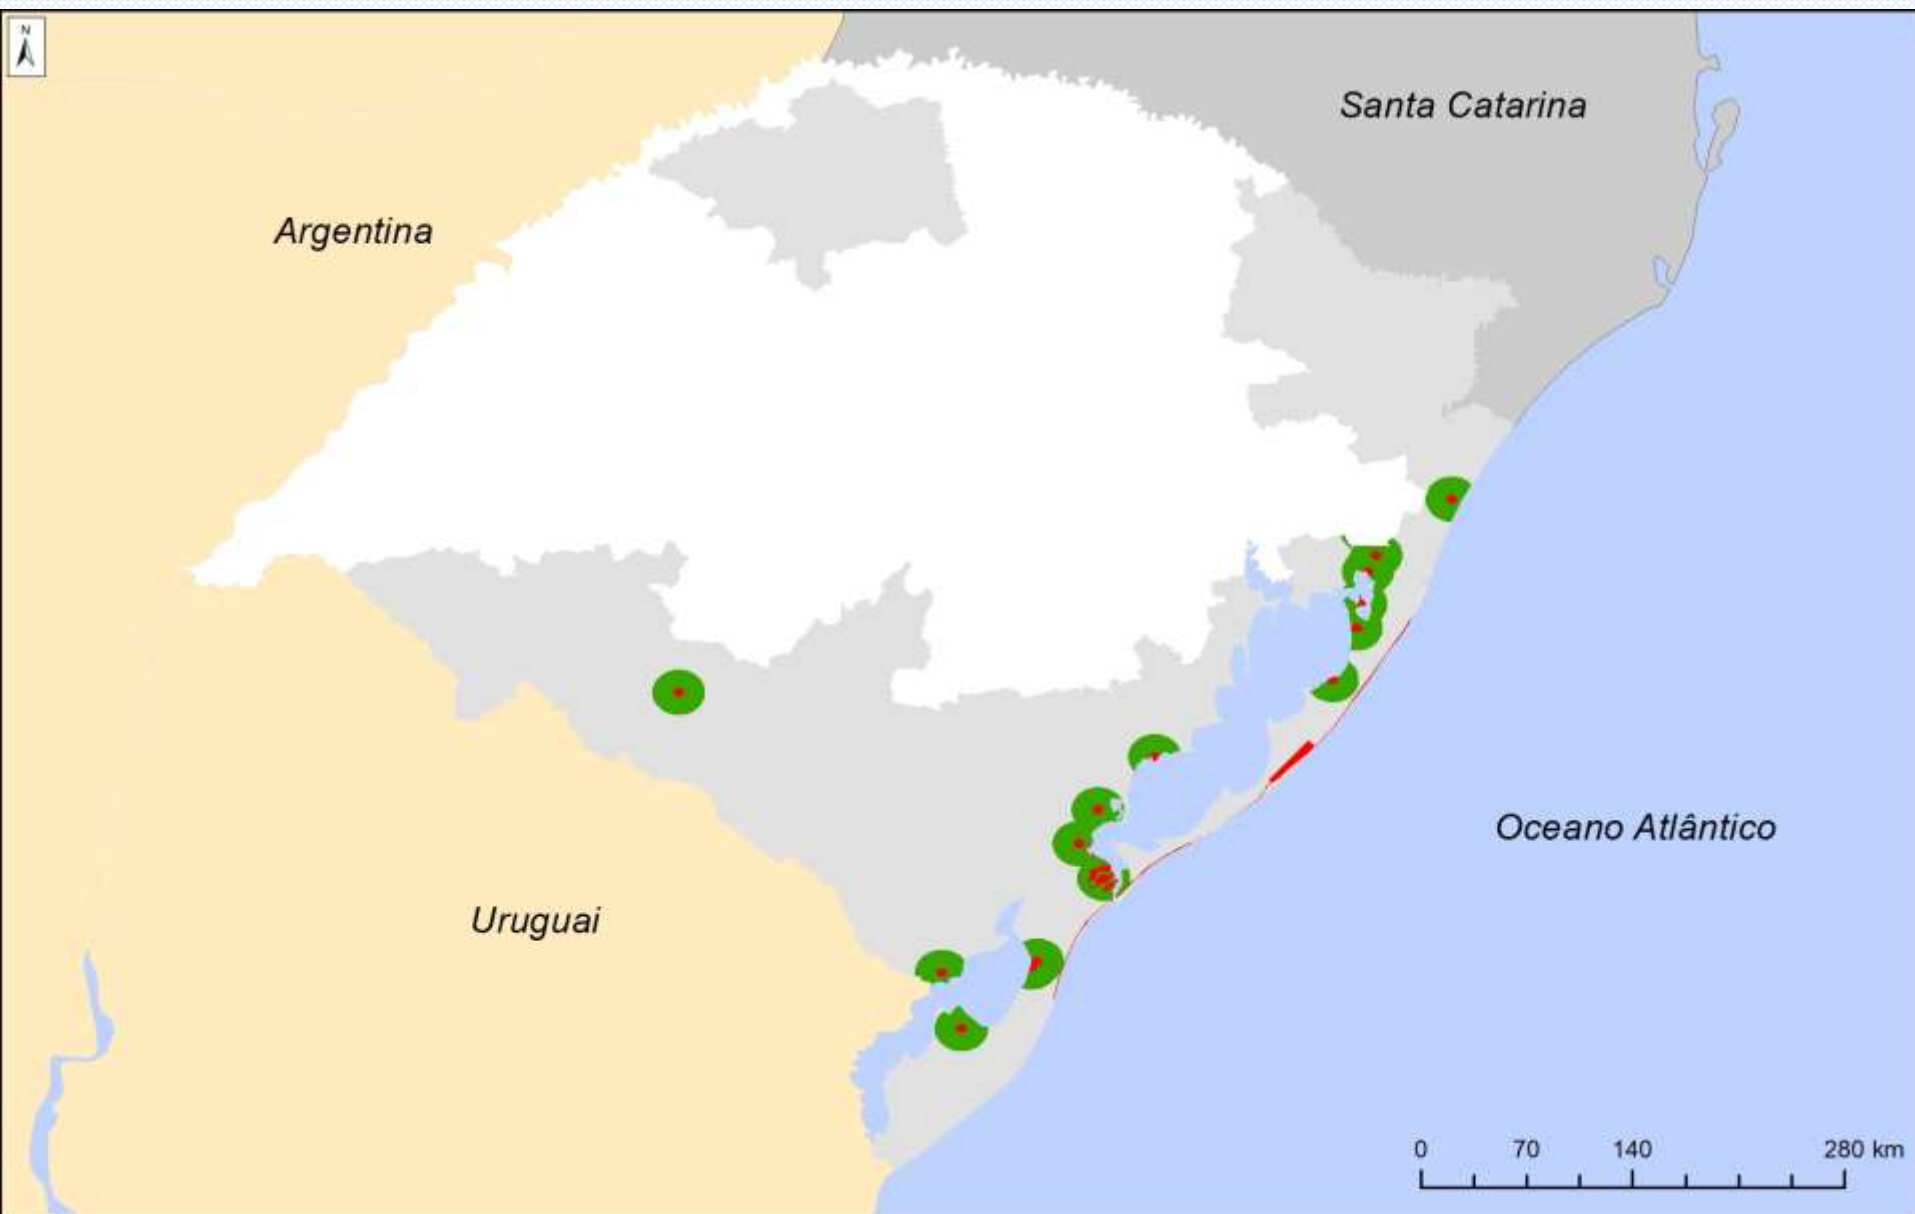 N
Santa Catarina
Argentina
Oceano Atlântico
Uruguai
0 70 140 280 km